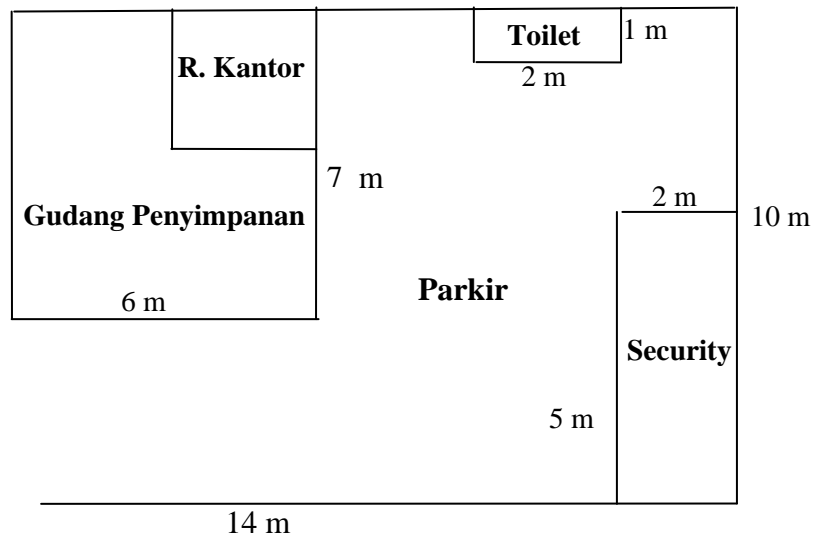 Toilet
1 m
R. Kantor
2 m
7 m
2 m
Gudang Penyimpanan
10 m
Parkir
6 m
Security
5 m
14 m